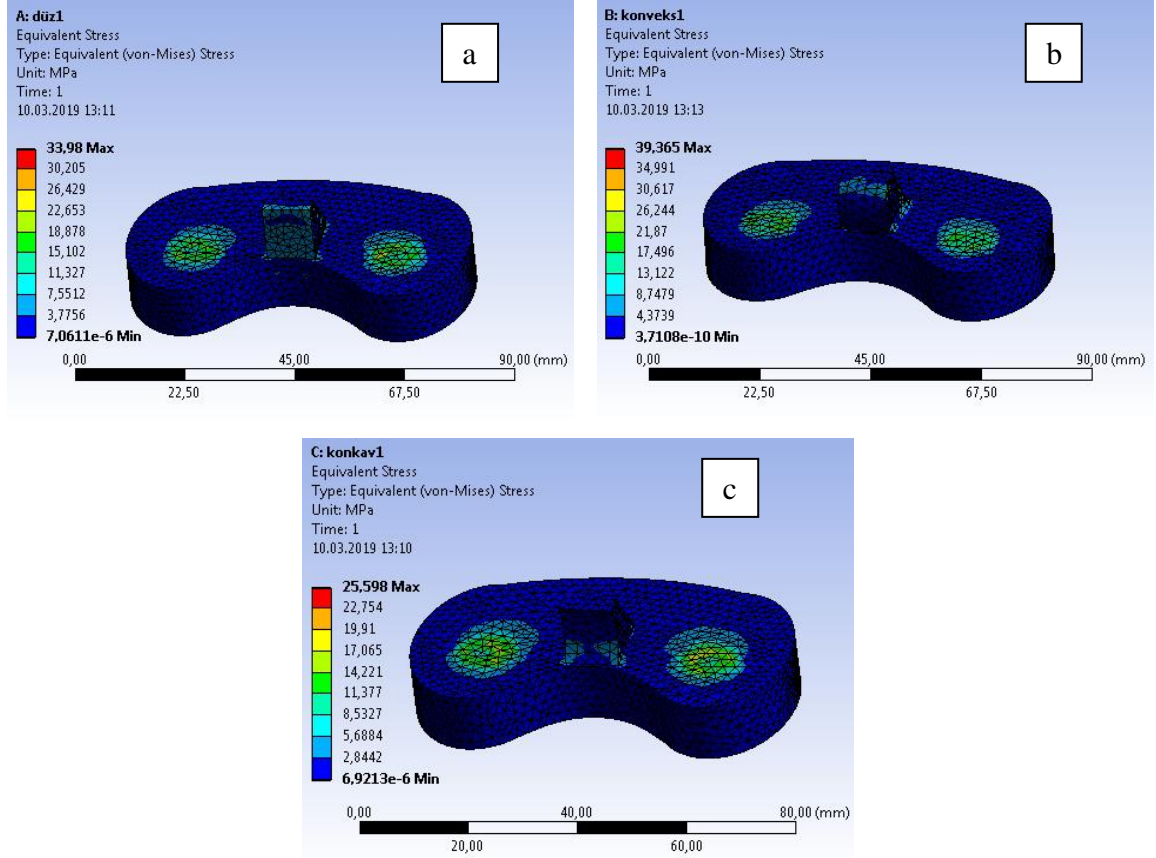 A: düz1
Equivalent Stress
Type: Equivalent (von-Mises) Stress
Unit: MPa
Time: 1
10.03.2019 13:11
a
33,98 Max
30,205
26,429
22,653
18,878
15,102
11,327
7,5512
3,7756
7,0611e-6 Min
0,00 45,00 90,00 (mm)
22,50 67,50
B: konveks1
Equivalent Stress
Type: Equivalent (von-Mises) Stress
Unit: MPa
Time: 1
10.03.2019 13:13
b
39,365 Max
34,991
30,617
26,244
21,87
17,496
13,122
8,7479
4,3739
3,7108e-10 Min
0,00 45,00 90,00 (mm)
22,50 67,50
C: konkav1
Equivalent Stress
Type: Equivalent (von-Mises) Stress
Unit: MPa
Time: 1
10.03.2019 13:10
c
25,598 Max
22,754
19,91
17,065
14,221
11,377
8,5327
5,6884
2,8442
6,9213e-6 Min
0,00 40,00 80,00 (mm)
20,00 60,00